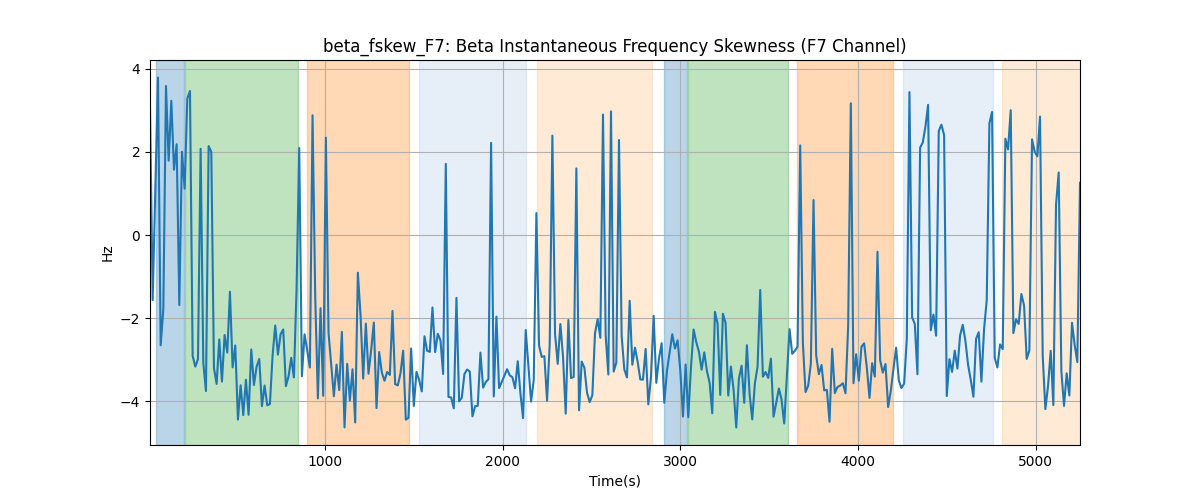 beta_fskew_F7: Beta Instantaneous Frequency Skewness (F7 Channel)
4
2
0
−2
−4
Hz
1000 2000 3000 4000 5000
Time(s)